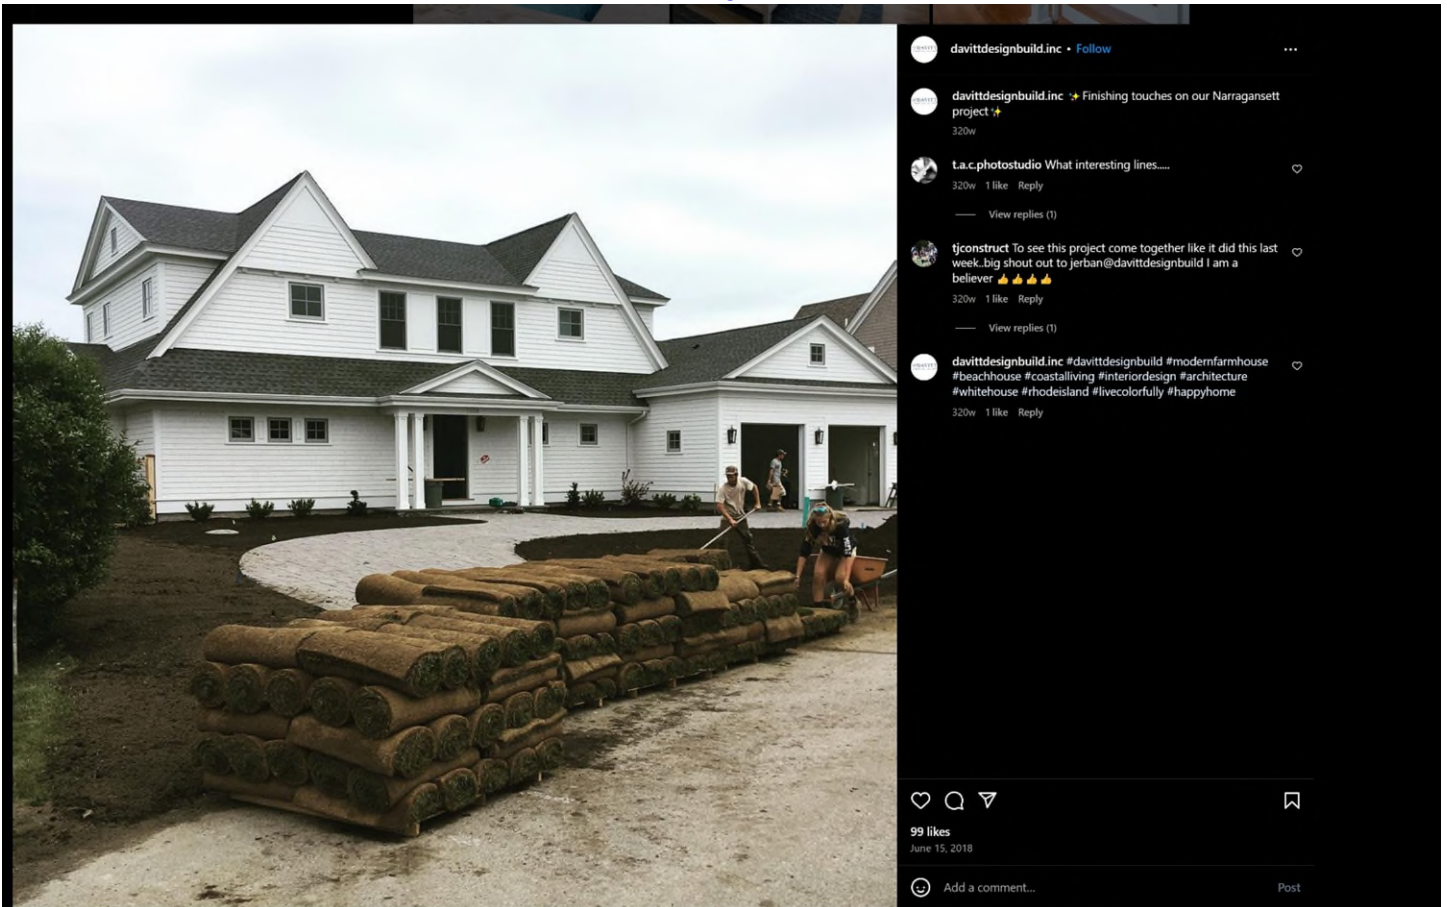 davittdesignbuild.inc • Follow
davittdesignbuild.inc ✨Finishing touches on our Narragansett
project✨
320w
t.a.c.photostudio What interesting lines.....
320w 1 like Reply
View replies (1)
tjconstruct To see this project come together like it did this last
week..big shout out to jerban@davittdesignbuild I am a
believer 👍👍👍👍
320w 1 like Reply
View replies (1)
davittdesignbuild.inc #davittdesignbuild #modernfarmhouse
#beachhouse #coastalliving #interiordesign #architecture
#whitehouse #rhodeisland #livecolorfully #happyhome
320w 1 like Reply
99 likes
June 15, 2018
Add a comment... Post